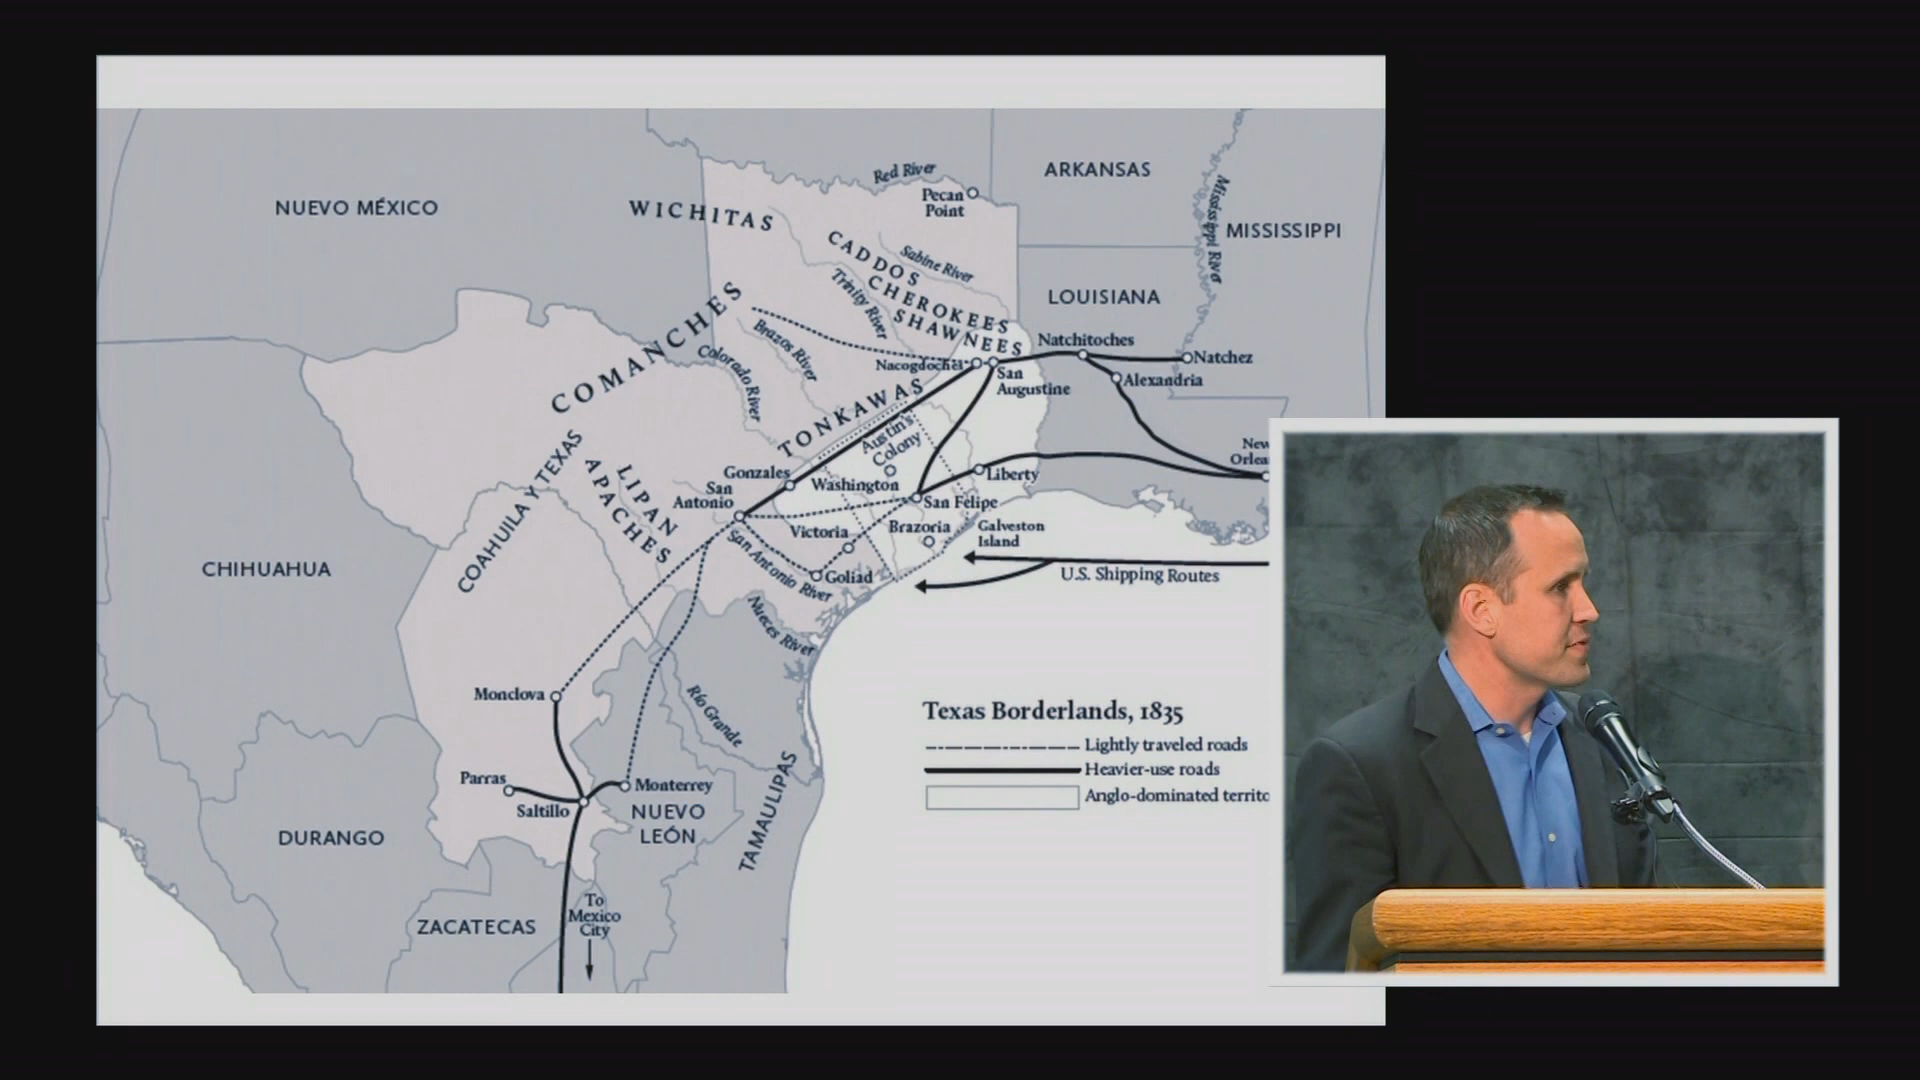 ARKANSAS
Red River
Pecan
Point
Mississippi River
NUEVO MÉXICO
WICHITAS
MISSISSIPPI
CADDOS
Sabine River
CHEROKEES
SHAWNEES
Trinity River
LOUISIANA
COMANCHES
Brazos River
Colorado River
Natchitoches
Natchez
Nacogdoches
San
Augustine
Alexandria
TONKAWAS
Austin's
Colony
COAHUILA Y TEXAS
LIPAN
APACHES
Gonzales
San
Antonio
Washington
Liberty
New
Orlea
San Felipe
Victoria
Brazoria
Galveston
Island
San Antonio River
Goliad
U.S. Shipping Routes
CHIHUAHUA
Nueces River
Monclova
Río Grande
Texas Borderlands, 1835
Lightly traveled roads
Heavier-use roads
Anglo-dominated territo
Parras
Saltillo
Monterrey
NUEVO
LEÓN
TAMAULIPAS
DURANGO
ZACATECAS
To
Mexico
City